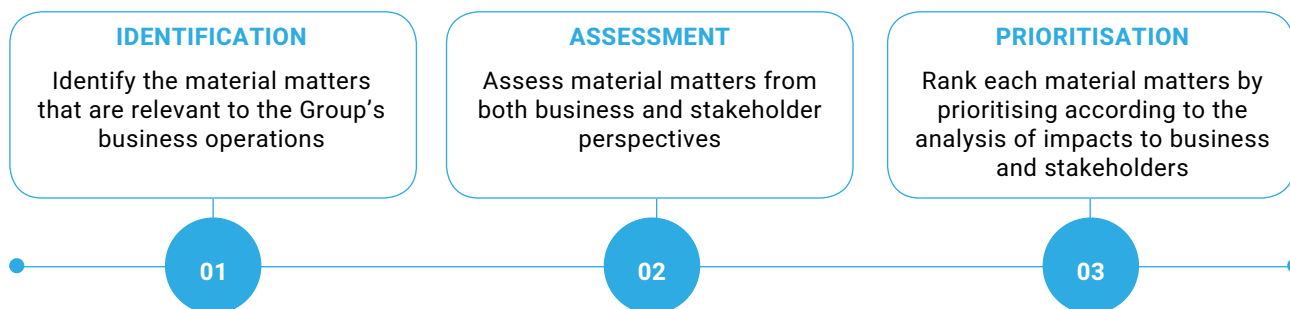 IDENTIFICATION
Identify the material matters
that are relevant to the Group’s
business operations
01
ASSESSMENT
Assess material matters from
both business and stakeholder
perspectives
02
PRIORITISATION
Rank each material matters by
prioritising according to the
analysis of impacts to business
and stakeholders
03